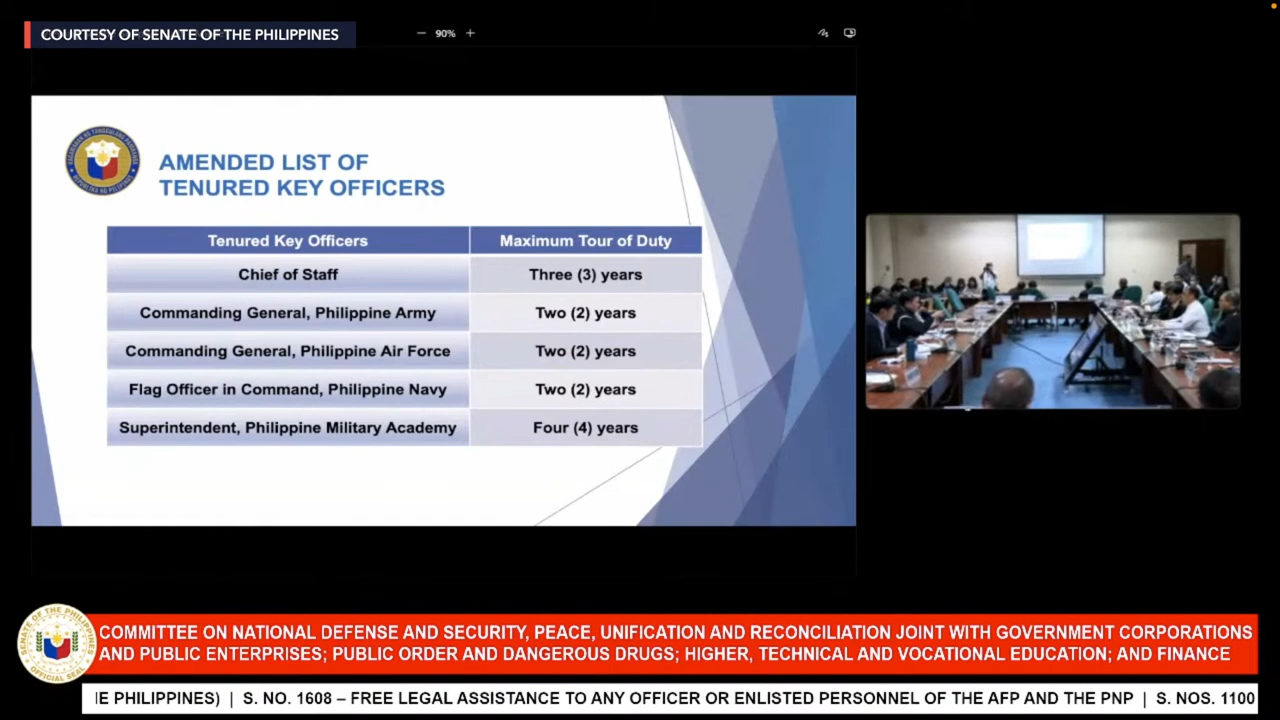 COURTESY OF SENATE OF THE PHILIPPINES
90%
AMENDED LIST OF
TENURED KEY OFFICERS
Tenured Key Officers Maximum Tour of Duty
Chief of Staff Three (3) years
Commanding General, Philippine Army Two (2) years
Commanding General, Philippine Air Force Two (2) years
Flag Officer in Command, Philippine Navy Two (2) years
Superintendent, Philippine Military Academy Four (4) years
SENATE OF THE PHILIPPINES
COMMITTEE ON NATIONAL DEFENSE AND SECURITY, PEACE, UNIFICATION AND RECONCILIATION JOINT WITH GOVERNMENT CORPORATIONS
AND PUBLIC ENTERPRISES; PUBLIC ORDER AND DANGEROUS DRUGS; HIGHER, TECHNICAL AND VOCATIONAL EDUCATION; AND FINANCE
E PHILIPPINES) | S. NO. 1608 – FREE LEGAL ASSISTANCE TO ANY OFFICER OR ENLISTED PERSONNEL OF THE AFP AND THE PNP | S. NOS. 1100